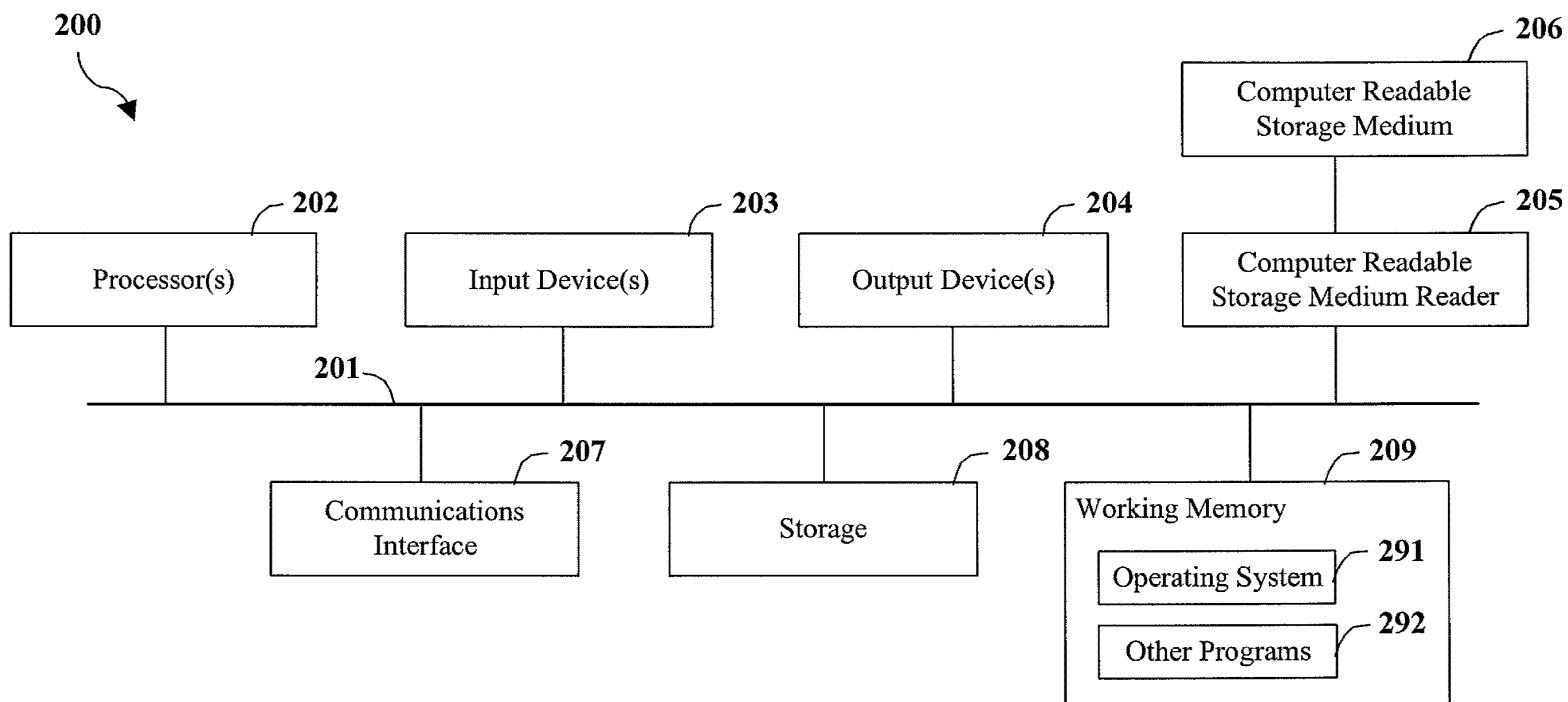 200
206
Computer Readable
Storage Medium
202
203
204
205
Processor(s)
Input Device(s)
Output Device(s)
Computer Readable
Storage Medium Reader
201
207
208
209
Communications
Interface
Storage
Working Memory
291
Operating System
292
Other Programs